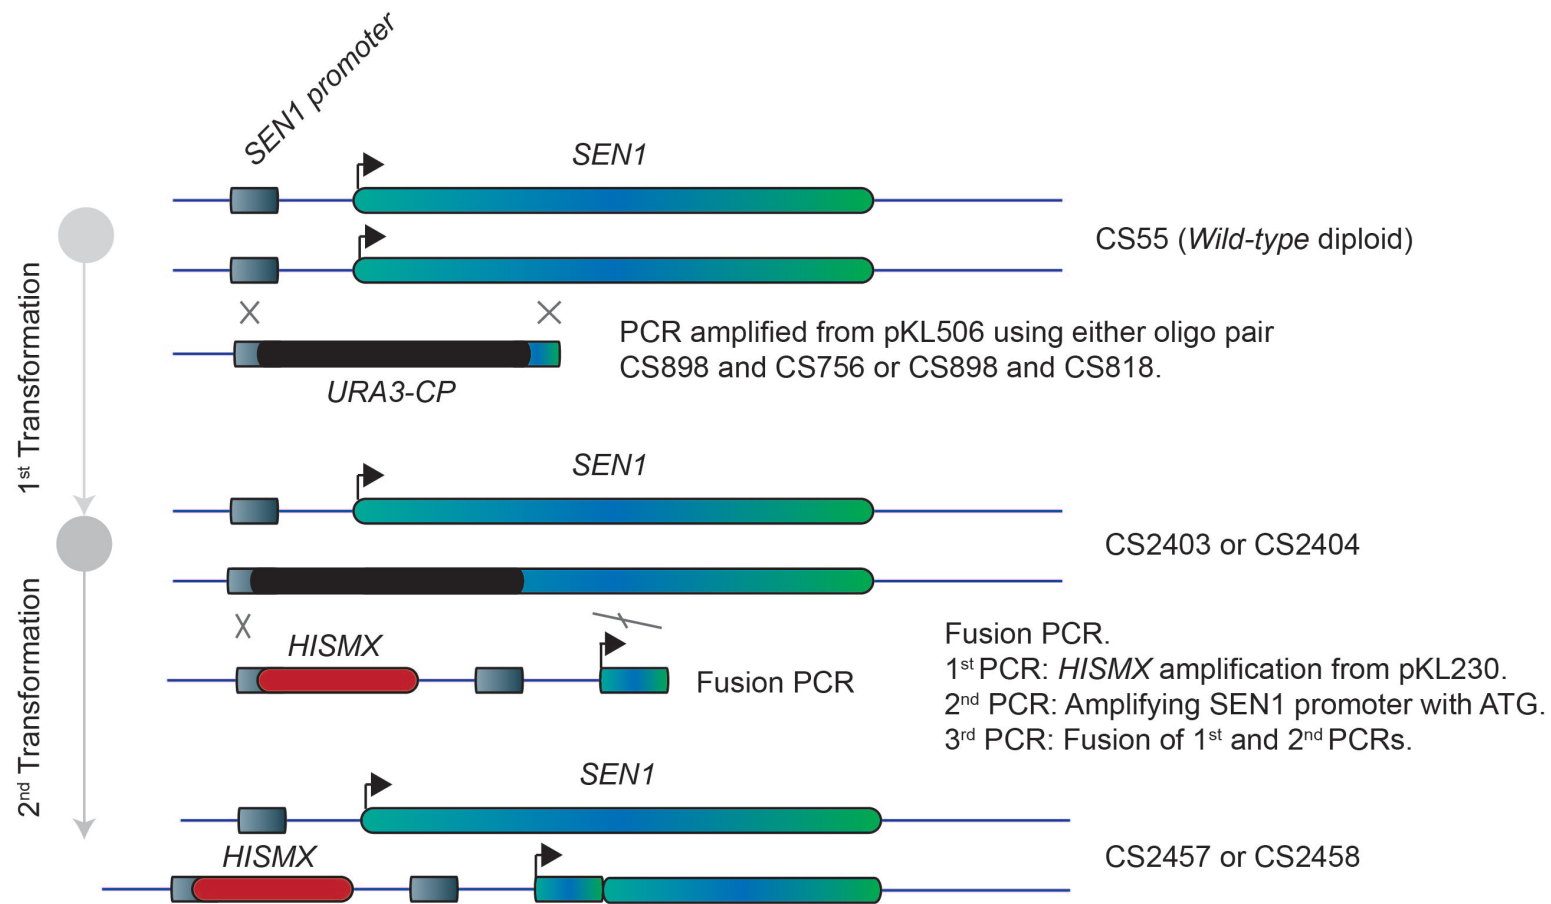 SEN1 promoter
SEN1
CS55 (Wild-type diploid)
1st Transformation
PCR amplified from pKL506 using either oligo pair
CS898 and CS756 or CS898 and CS818.
URA3-CP
SEN1
CS2403 or CS2404
2nd Transformation
HISMX
Fusion PCR
Fusion PCR.
1st PCR: HISMX amplification from pKL230.
2nd PCR: Amplifying SEN1 promoter with ATG.
3rd PCR: Fusion of 1st and 2nd PCRs.
SEN1
HISMX
CS2457 or CS2458